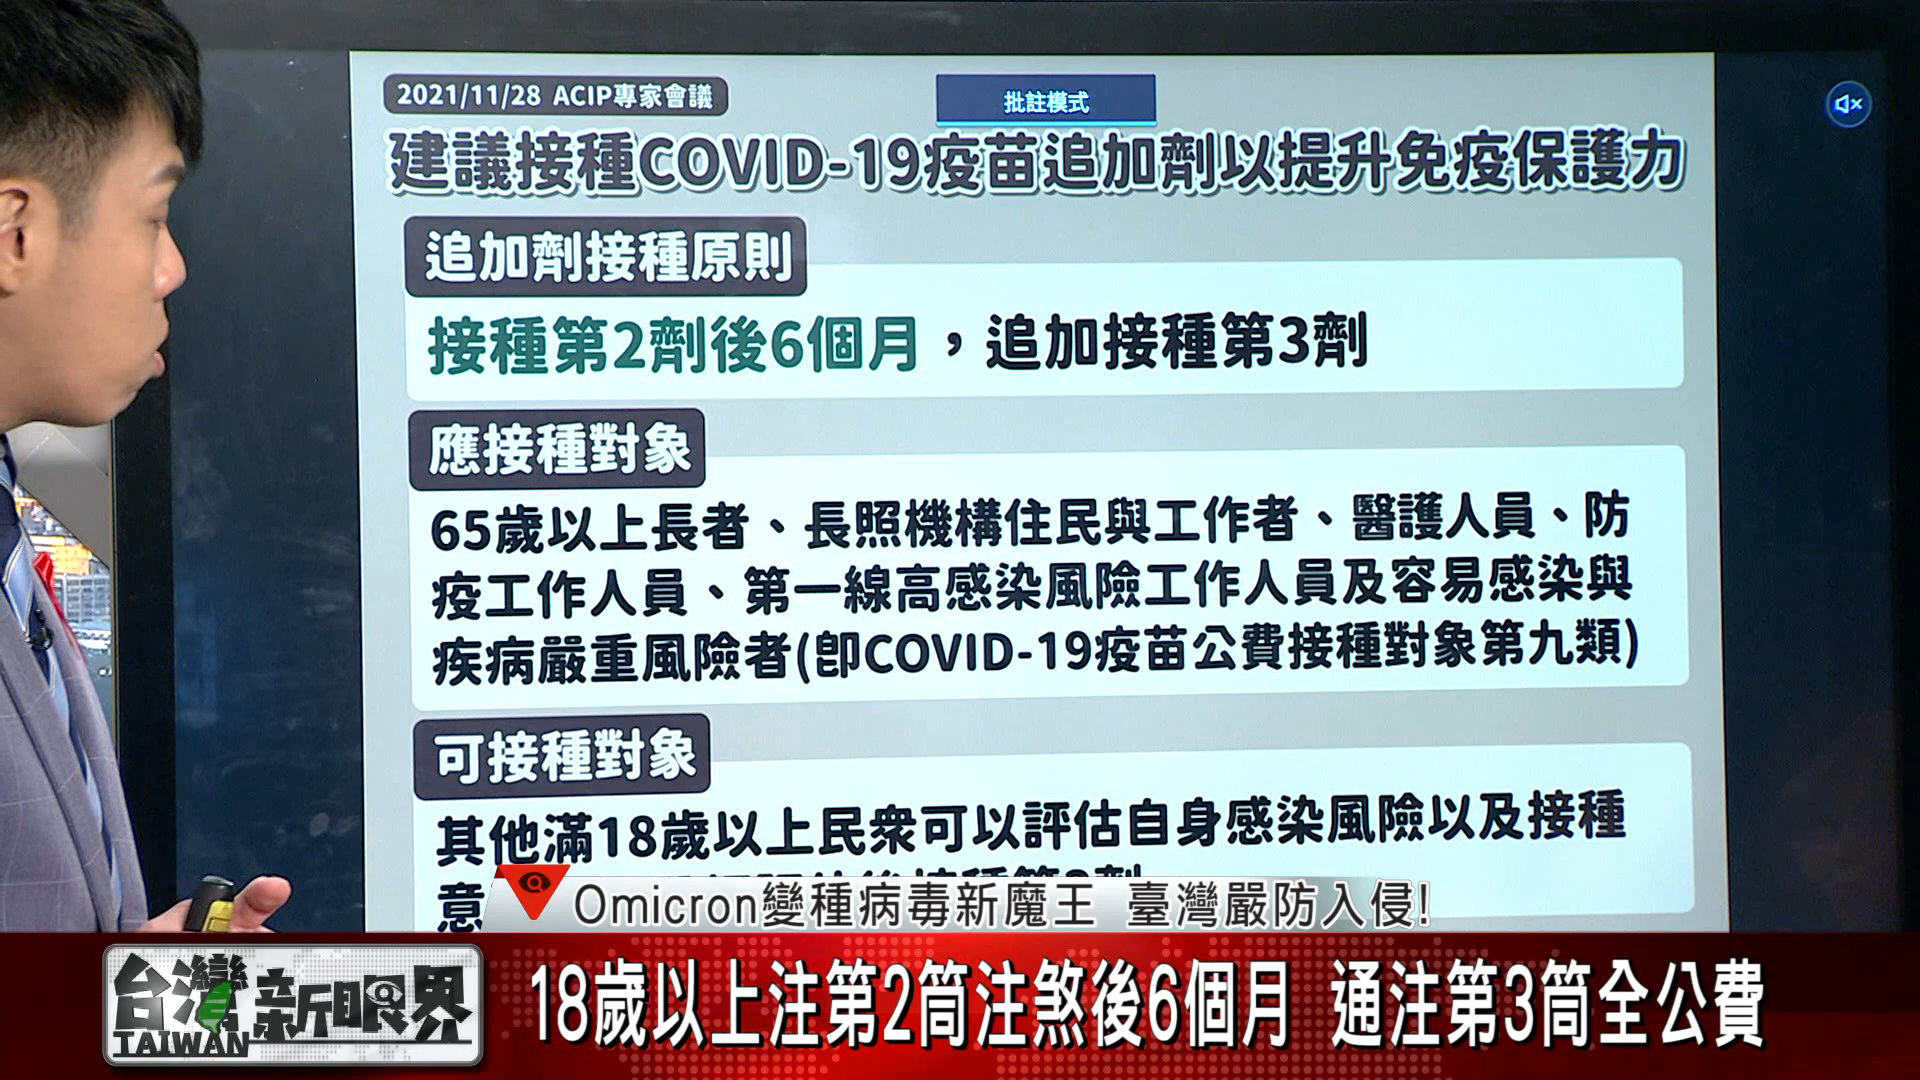 2021/11/28 ACIP專家會議
批註模式
建議接種COVID-19疫苗追加劑以提升免疫保護力
追加劑接種原則
接種第2劑後6個月，追加接種第3劑
應接種對象
65歲以上長者、長照機構住民與工作者、醫護人員、防
疫工作人員、第一線高感染風險工作人員及容易感染與
疾病嚴重風險者(即COVID-19疫苗公費接種對象第九類)
可接種對象
其他滿18歲以上民眾可以評估自身感染風險以及接種
意
Omicron變種病毒新魔王 臺灣嚴防入侵!
台灣新眼界
TAIWAN
18歲以上注第2筒注煞後6個月 通注第3筒全公費